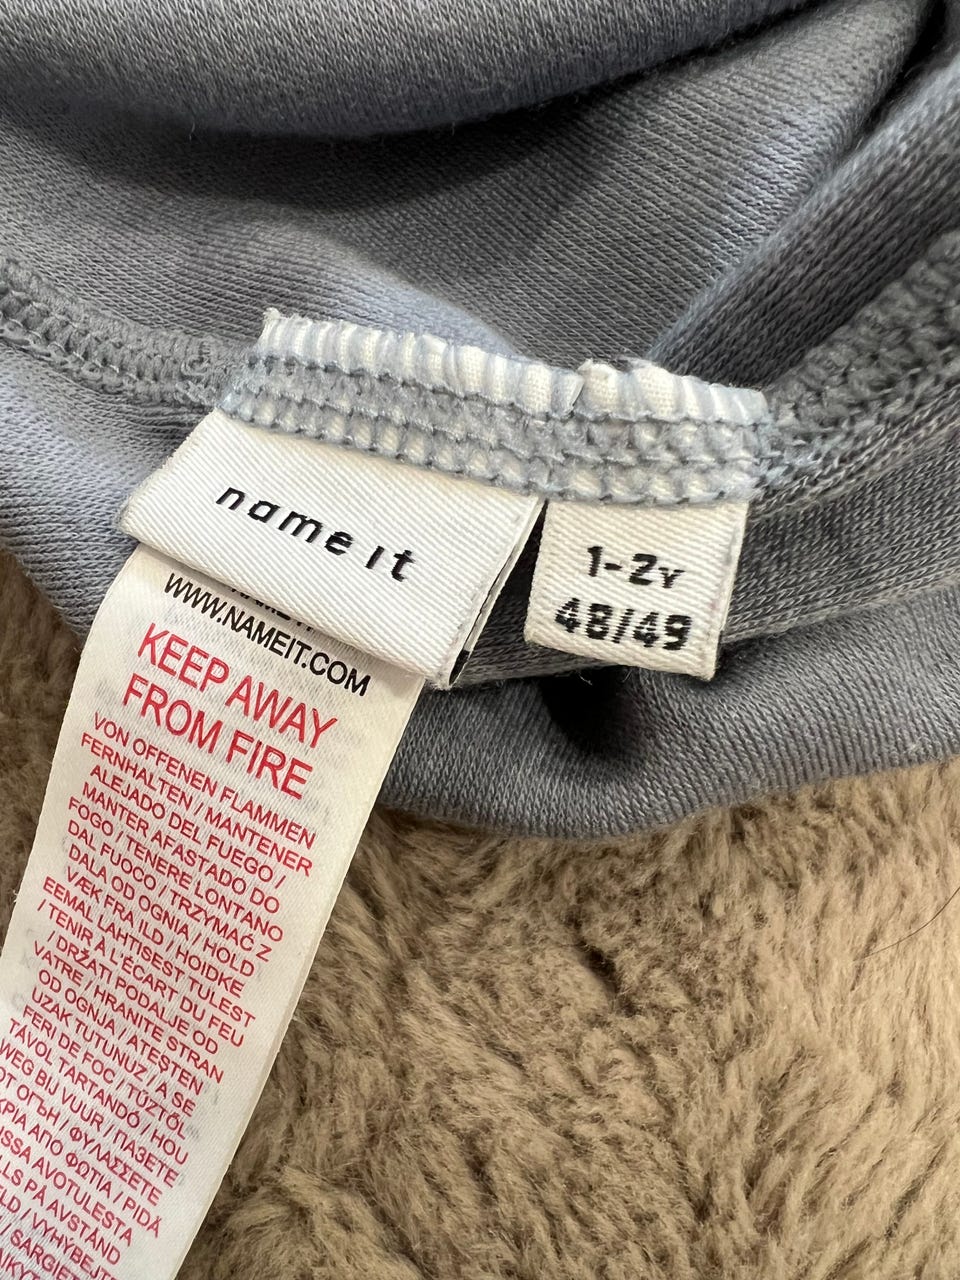 name it
1-2Y
48/49
WWW.NAMEIT.COM
KEEP AWAY
FROM FIRE
VON OFFENEN FLAMMEN
FERNHALTEN / MANTENER
ALEJADO DEL FUEGO /
MANTER AFASTADO DO
FOGO / TENERE LONTANO
DAL FUOCO / TRZYMAĆ Z
DALA OD OGNIA / HOLD
VÆK FRA ILD / HOIDKE
EEMAL LAHTISEST TULEST
/ TENIR À L'ÉCART DU FEU
/ DRŽATI PODALJE OD
VATRE / HRANITE STRAN
OD OGNJA / ATEŞTEN
UZAK TUTUNUZ / A SE
FERI DE FOC / TŰZTŐL
TÁVOL TARTANDÓ / HOU
WEG BIJ VUUR / ПАЗЕТЕ
ОТ ОГЪН / ΦΥΛΑΣΣΕΤΕ
ΑΠΟ ΦΩΤΙΑ / PIDÄ
AVOTULESTA
PÅ AVSTAND
/ VYHÝBEJTE